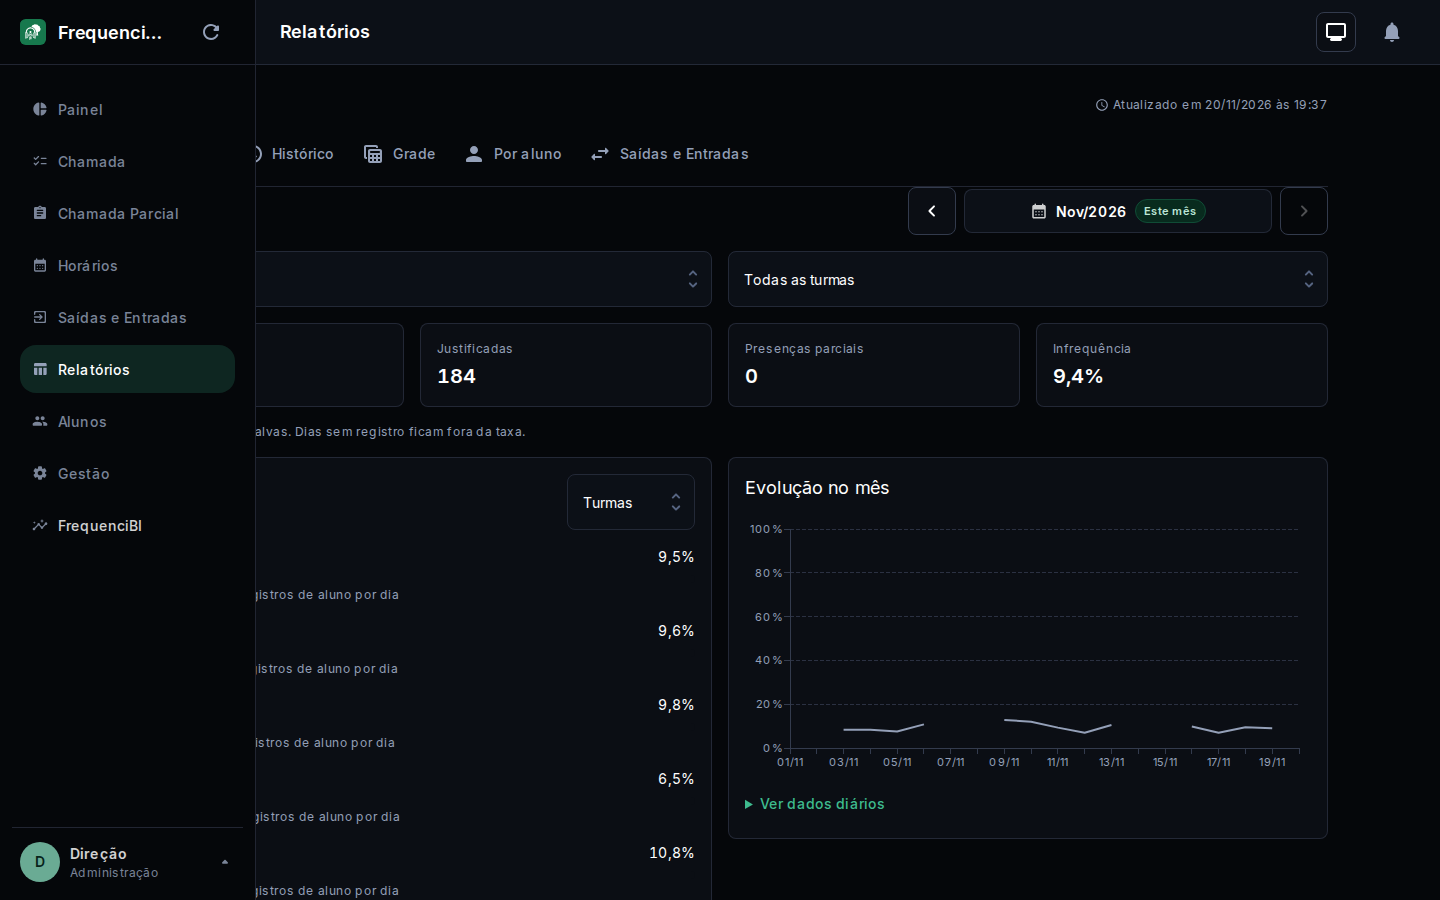 Frequenci...
Relatórios
Painel
Chamada
Chamada Parcial
Horários
Saídas e Entradas
Relatórios
Alunos
Gestão
FrequenciBI
D
Direção
Administração
Atualizado em 20/11/2026 às 19:37
Histórico
Grade
Por aluno
Saídas e Entradas
Nov/2026
Este mês
Todas as turmas
Justificadas
184
Presenças parciais
0
Infrequência
9,4%
alvas. Dias sem registro ficam fora da taxa.
Turmas
9,5%
gistros de aluno por dia
9,6%
gistros de aluno por dia
9,8%
istros de aluno por dia
6,5%
gistros de aluno por dia
10,8%
gistros de aluno por dia
Evolução no mês
100 %
80 %
60 %
40 %
20 %
0 %
01/11 03/11 05/11 07/11 09/11 11/11 13/11 15/11 17/11 19/11
Ver dados diários